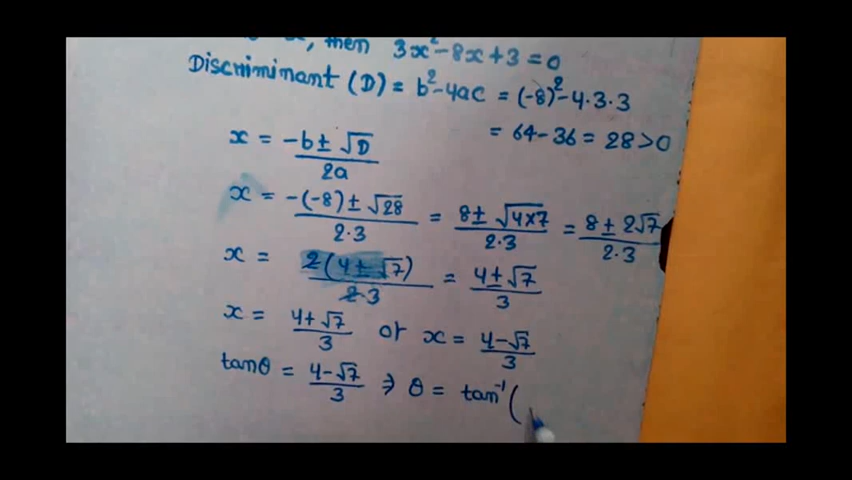 then 3x²-8x+3=0
Discriminant (D) = b²-4ac = (-8)²-4·3·3
= 64-36 = 28>0
x = -b±√D / 2a
x = -(-8)±√28 / 2·3 = 8±√4×7 / 2·3 = 8±2√7 / 2·3
x = 2(4±√7) / 2·3 = 4±√7 / 3
x = 4+√7 / 3 or x = 4-√7 / 3
tanθ = 4-√7 / 3 ⇒ θ = tan⁻¹(